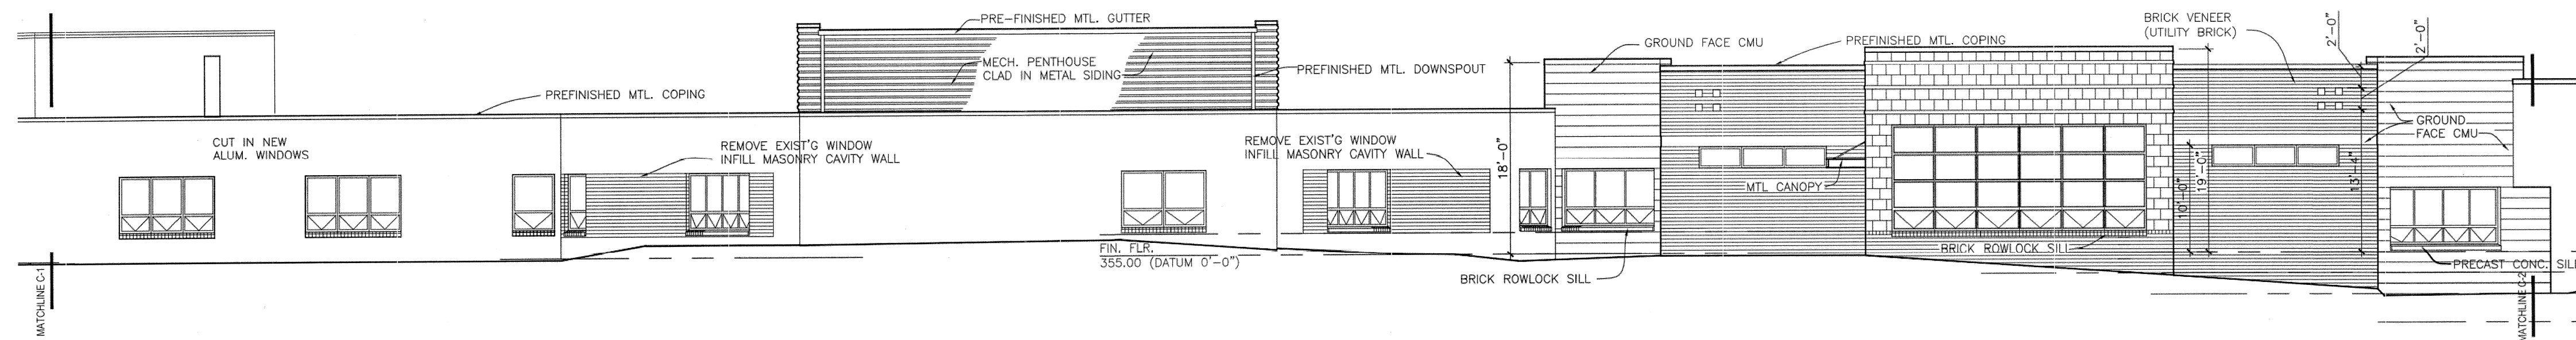 PRE-FINISHED MTL. GUTTER
MECH. PENTHOUSE
CLAD IN METAL SIDING
PREFINISHED MTL. DOWNSPOUT
PREFINISHED MTL. COPING
CUT IN NEW
ALUM. WINDOWS
REMOVE EXIST'G WINDOW
INFILL MASONRY CAVITY WALL
REMOVE EXIST'G WINDOW
INFILL MASONRY CAVITY WALL
FIN. FLR.
355.00 (DATUM 0'-0")
18'-0"
GROUND FACE CMU
PREFINISHED MTL. COPING
BRICK VENEER
(UTILITY BRICK)
2'-0"
2'-0"
GROUND
FACE CMU
MTL CANOPY
10'-0"
19'-0"
13'-4"
BRICK ROWLOCK SILL
BRICK ROWLOCK SILL
PRECAST CONC. SILL
MATCHLINE C-1
MATCHLINE C-2